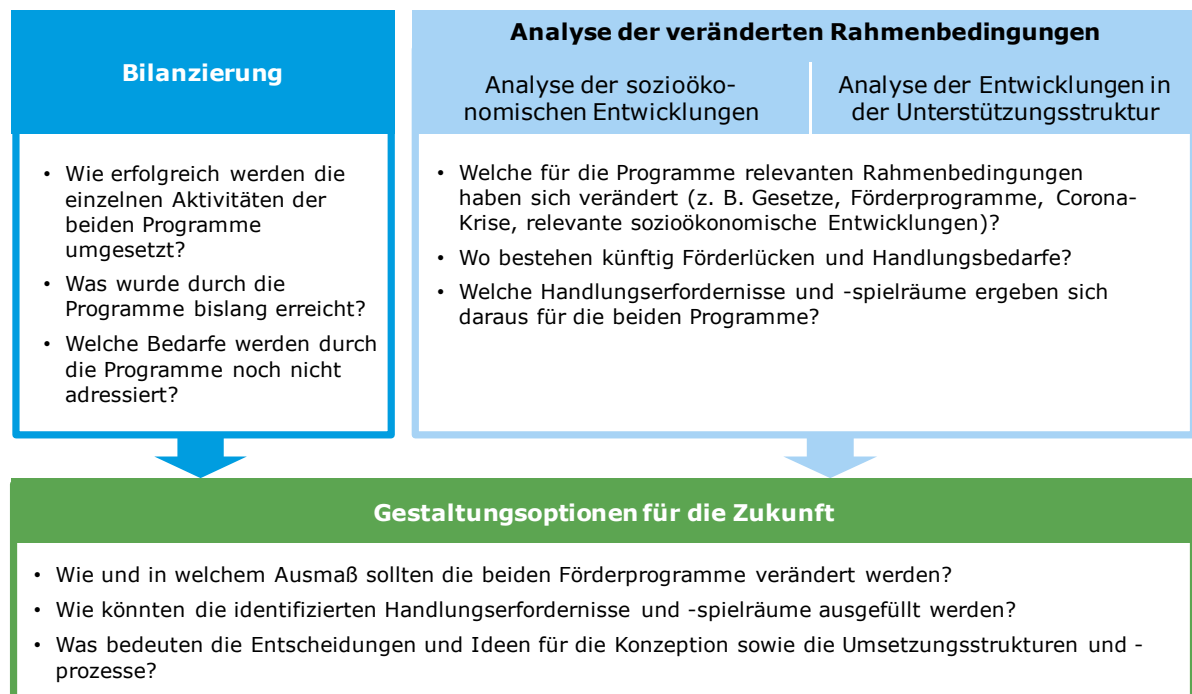 Bilanzierung
Wie erfolgreich werden die
einzelnen Aktivitäten der
beiden Programme
umgesetzt?
Was wurde durch die
Programme bislang erreicht?
Welche Bedarfe werden durch
die Programme noch nicht
adressiert?
Analyse der veränderten Rahmenbedingungen
Analyse der sozioöko-
nomischen Entwicklungen
Analyse der Entwicklungen in
der Unterstützungsstruktur
Welche für die Programme relevanten Rahmenbedingungen
haben sich verändert (z. B. Gesetze, Förderprogramme, Corona-
Krise, relevante sozioökonomische Entwicklungen)?
Wo bestehen künftig Förderlücken und Handlungsbedarfe?
Welche Handlungserfordernisse und -spielräume ergeben sich
daraus für die beiden Programme?
Gestaltungsoptionen für die Zukunft
Wie und in welchem Ausmaß sollten die beiden Förderprogramme verändert werden?
Wie könnten die identifizierten Handlungserfordernisse und -spielräume ausgefüllt werden?
Was bedeuten die Entscheidungen und Ideen für die Konzeption sowie die Umsetzungsstrukturen und -
prozesse?